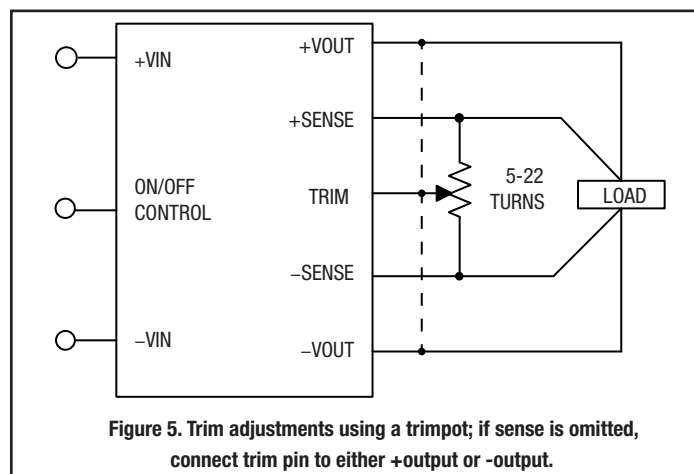 +VOUT
+VIN
+SENSE
ON/OFF
CONTROL
TRIM
5-22
TURNS
LOAD
−SENSE
−VIN
−VOUT
Figure 5. Trim adjustments using a trimpot; if sense is omitted,
connect trim pin to either +output or -output.